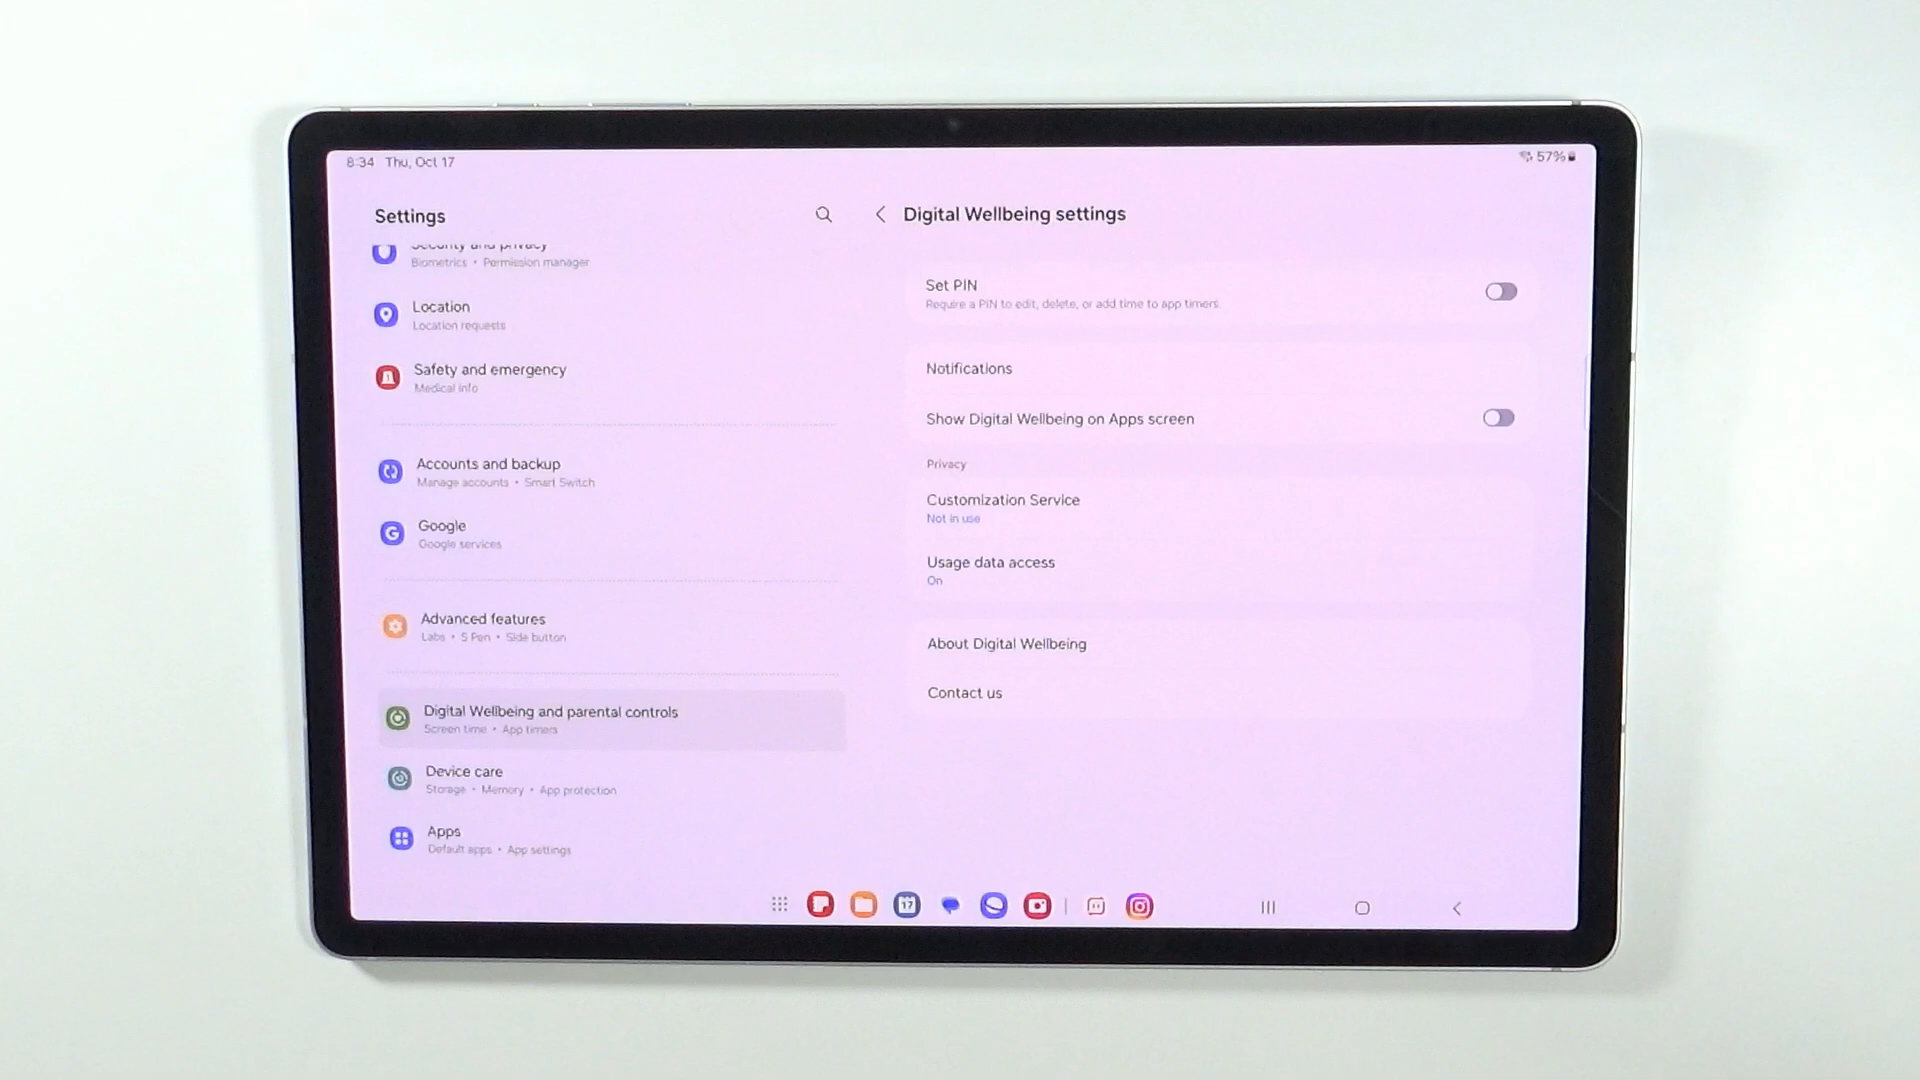 8:34 Thu, Oct 17
57%
Settings
Security and privacy
Biometrics • Permission manager
Location
Location requests
Safety and emergency
Medical info
Accounts and backup
Manage accounts • Smart Switch
Google
Google services
Advanced features
Labs • S Pen • Side button
Digital Wellbeing and parental controls
Screen time • App timers
Device care
Storage • Memory • App protection
Apps
Default apps • App settings
Digital Wellbeing settings
Set PIN
Require a PIN to edit, delete, or add time to app timers.
Notifications
Show Digital Wellbeing on Apps screen
Privacy
Customization Service
Not in use
Usage data access
On
About Digital Wellbeing
Contact us
17